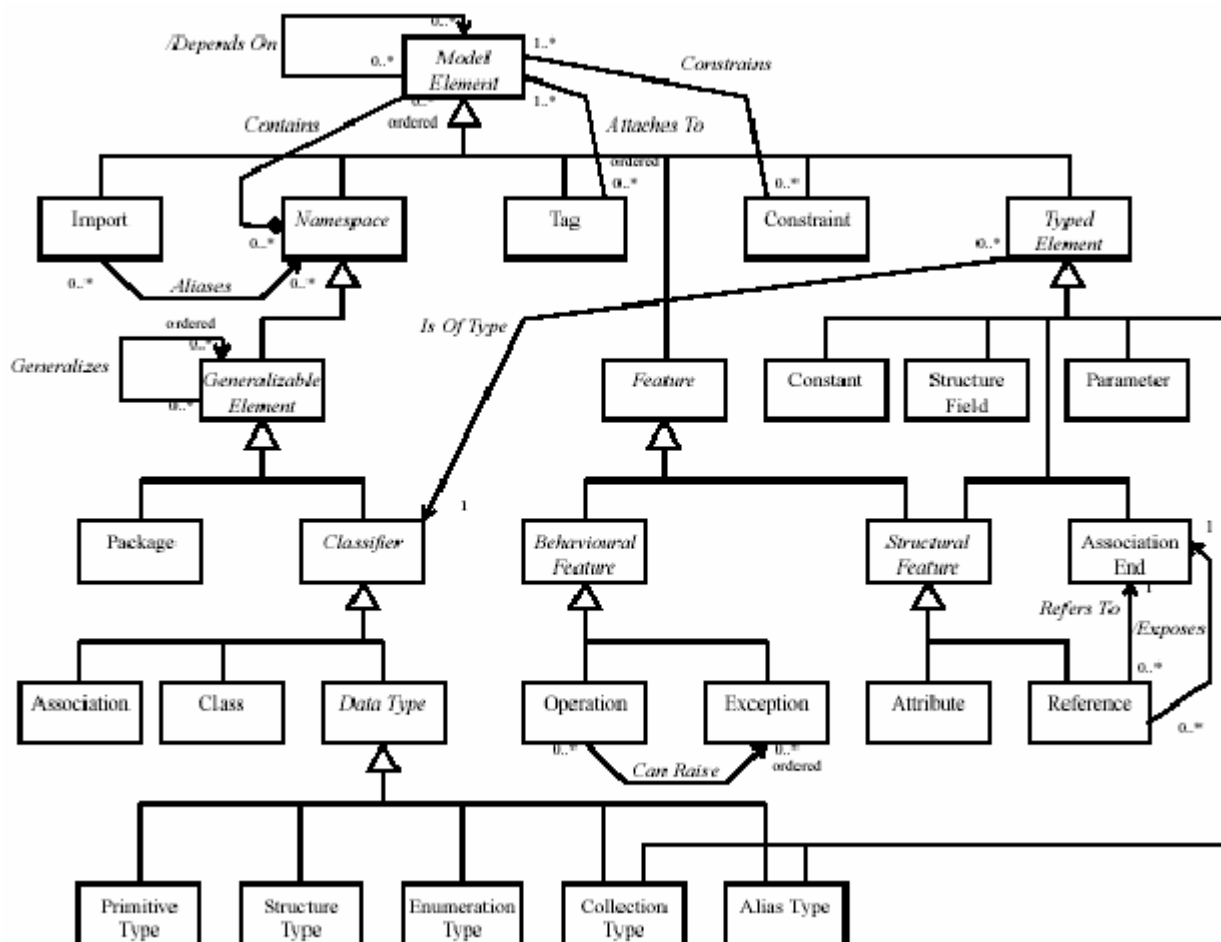 0..*
/Depends On
0..*
Model
Element
1..*
Constrains
0..*
ordered
1..*
Contains
Attaches To
ordered
0..*
0..*
Import
Namespace
Tag
Constraint
Typed
Element
0..*
0..*
0..*
Aliases
0..*
Is Of Type
ordered
0..*
Generalizes
Generalizable
Element
0..*
Feature
Constant
Structure
Field
Parameter
1
Package
Classifier
Behavioural
Feature
Structural
Feature
Association
End
1
1
Refers To
/Exposes
0..*
Association
Class
Data Type
Operation
Exception
Attribute
Reference
0..*
0..*
0..*
ordered
Can Raise
Primitive
Type
Structure
Type
Enumeration
Type
Collection
Type
Alias Type